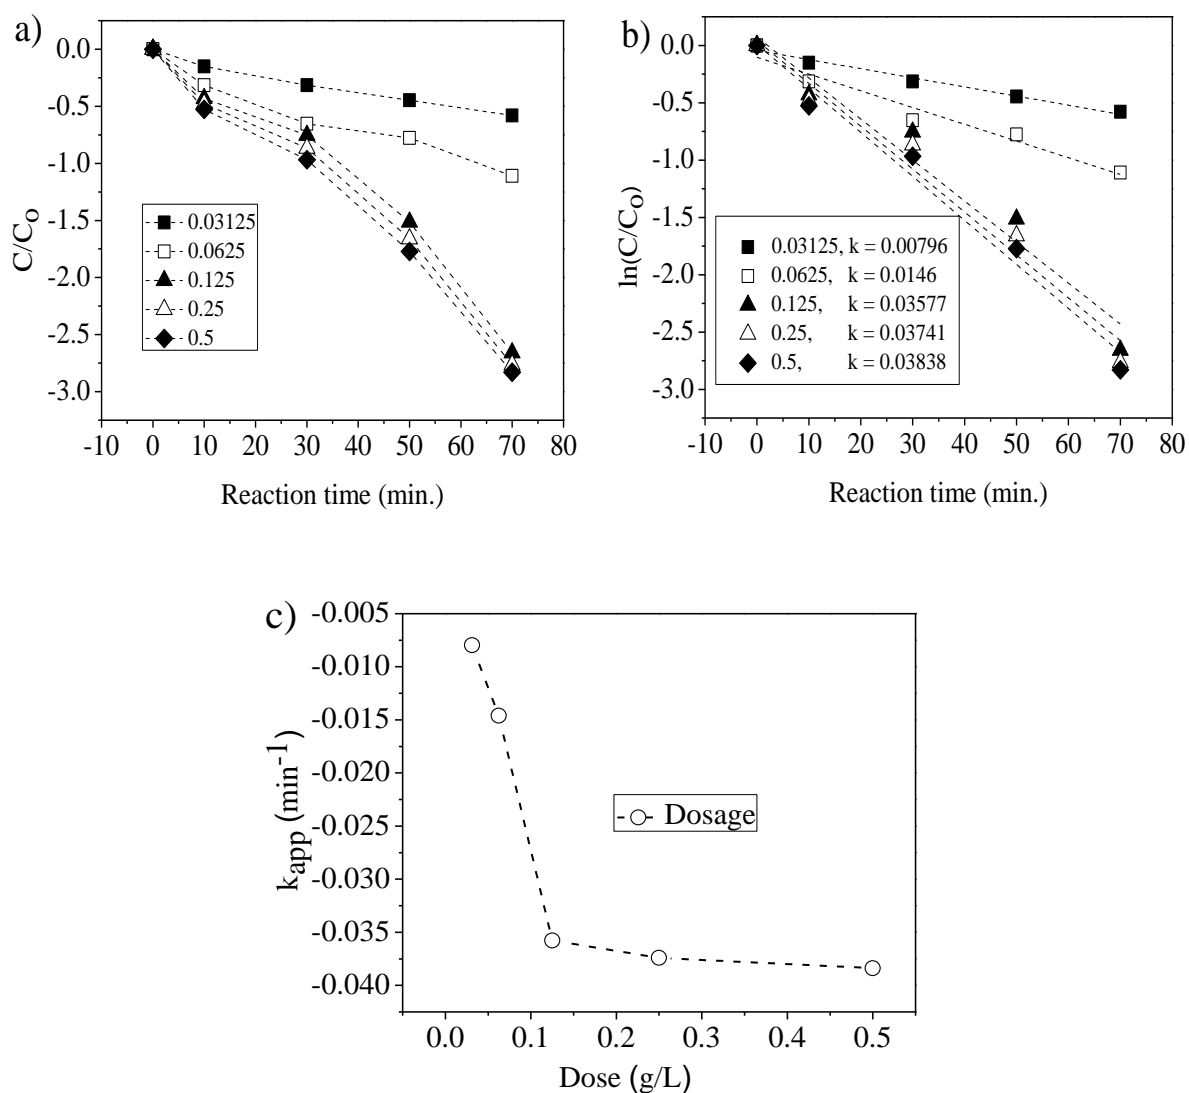 a)
0.0
-0.5
-1.0
-1.5
-2.0
-2.5
-3.0
C/Co
0.03125
0.0625
0.125
0.25
0.5
-10 0 10 20 30 40 50 60 70 80
Reaction time (min.)
b)
0.0
-0.5
-1.0
-1.5
-2.0
-2.5
-3.0
ln(C/Co)
0.03125, k = 0.00796
0.0625, k = 0.0146
0.125, k = 0.03577
0.25, k = 0.03741
0.5, k = 0.03838
-10 0 10 20 30 40 50 60 70 80
Reaction time (min.)
c)
-0.005
-0.010
-0.015
-0.020
-0.025
-0.030
-0.035
-0.040
kapp (min-1)
Dosage
0.0 0.1 0.2 0.3 0.4 0.5
Dose (g/L)